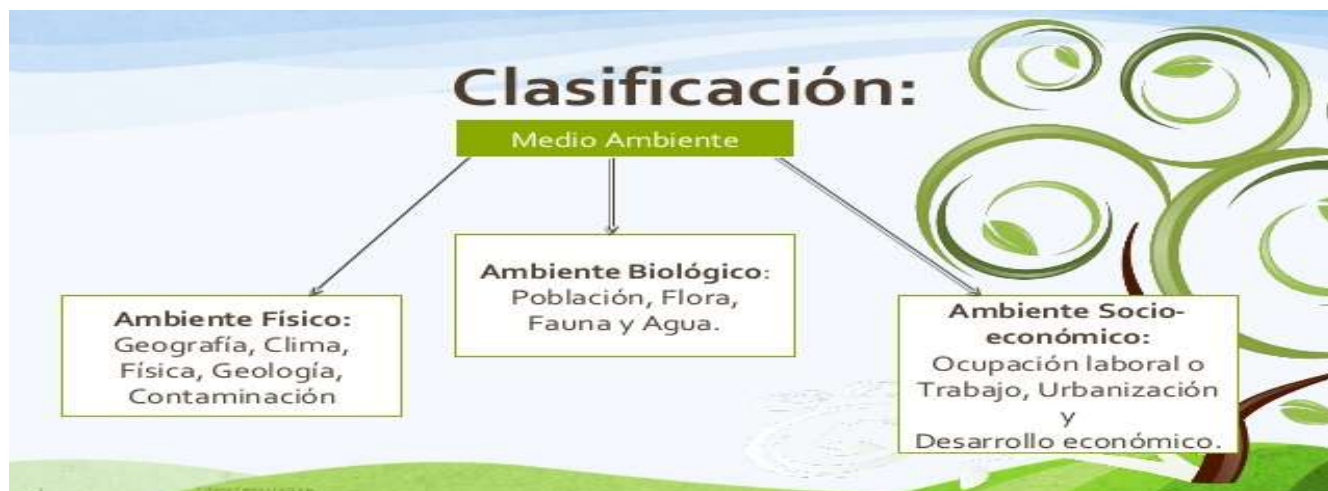 Clasificación:
Medio Ambiente
Ambiente Físico:
Geografía, Clima,
Física, Geología,
Contaminación
Ambiente Biológico:
Población, Flora,
Fauna y Agua.
Ambiente Socio-
económico:
Ocupación laboral o
Trabajo, Urbanización
y
Desarrollo económico.